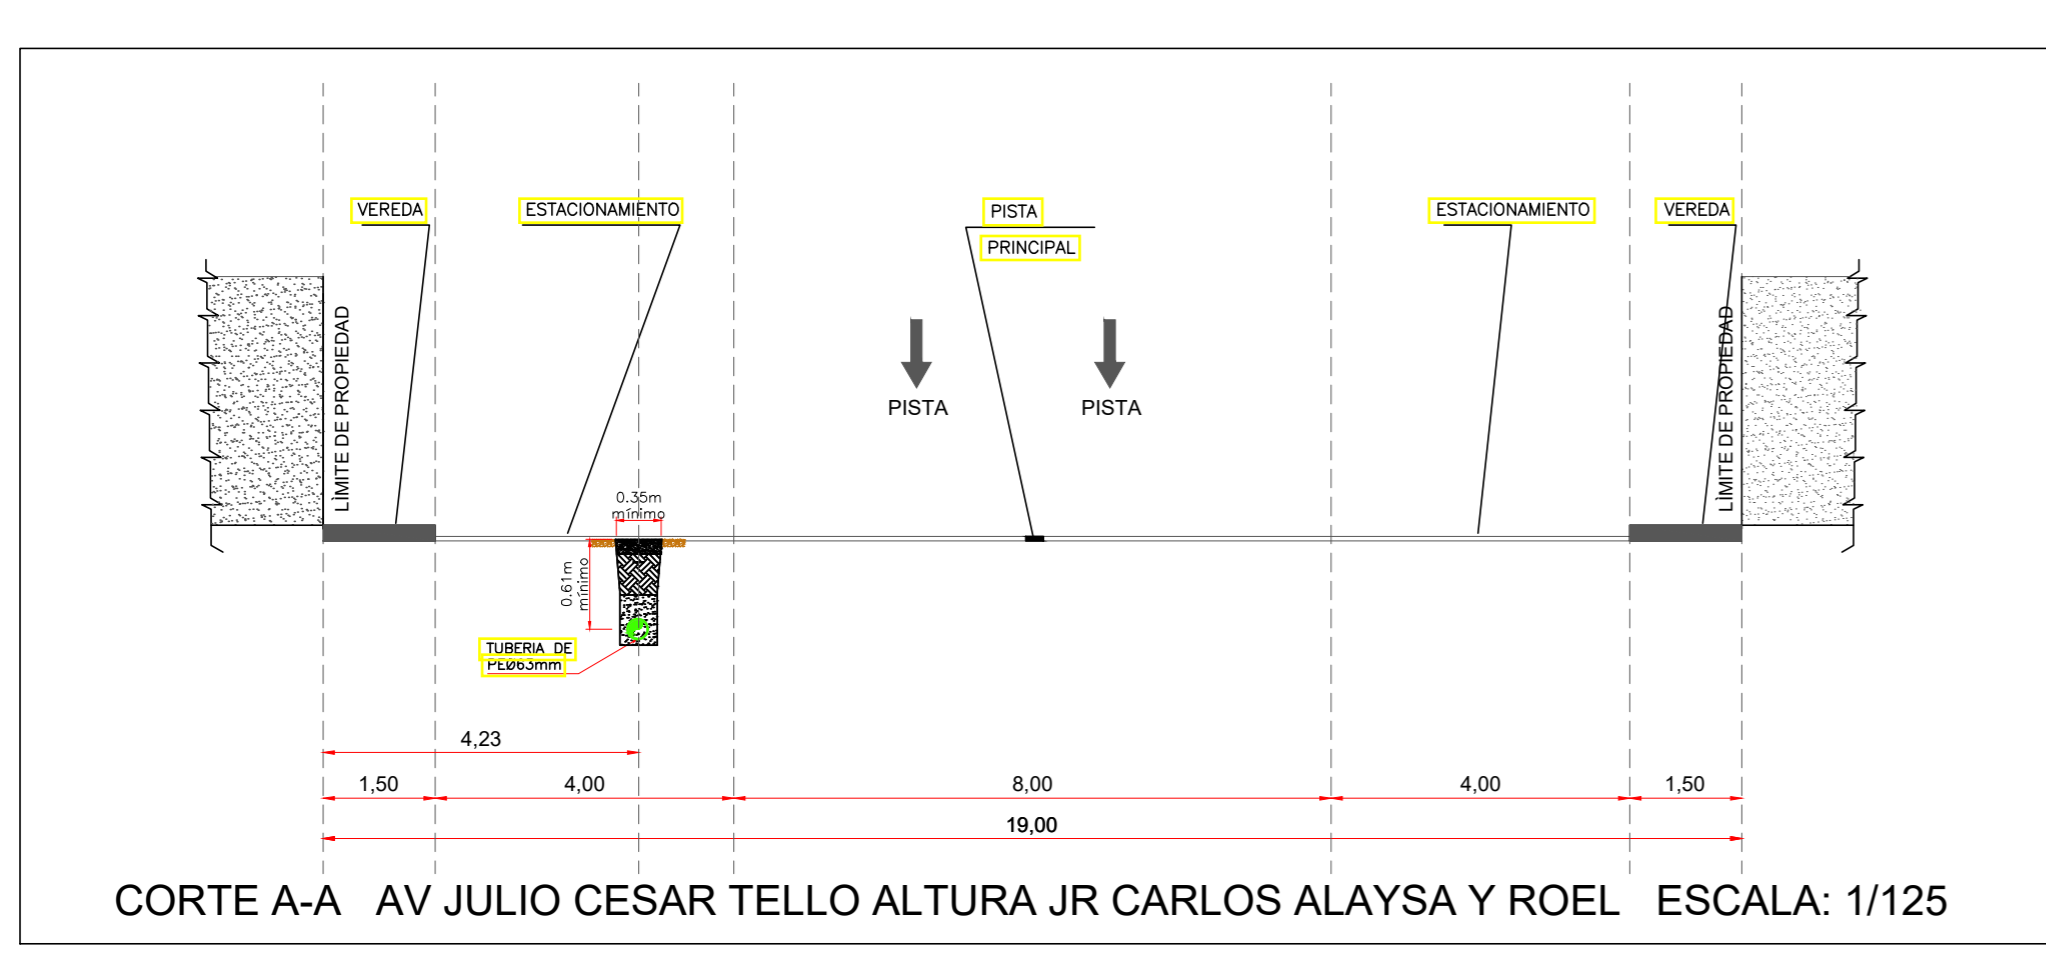 VEREDA
ESTACIONAMIENTO
PISTA
PRINCIPAL
ESTACIONAMIENTO
VEREDA
LÌMITE DE PROPIEDAD
PISTA
PISTA
LÌMITE DE PROPIEDAD
0.35m
mínimo
0.61m
mínimo
TUBERIA DE
PEØ63mm
4,23
1,50
4,00
8,00
4,00
1,50
19,00
CORTE A-A AV JULIO CESAR TELLO ALTURA JR CARLOS ALAYSA Y ROEL ESCALA: 1/125